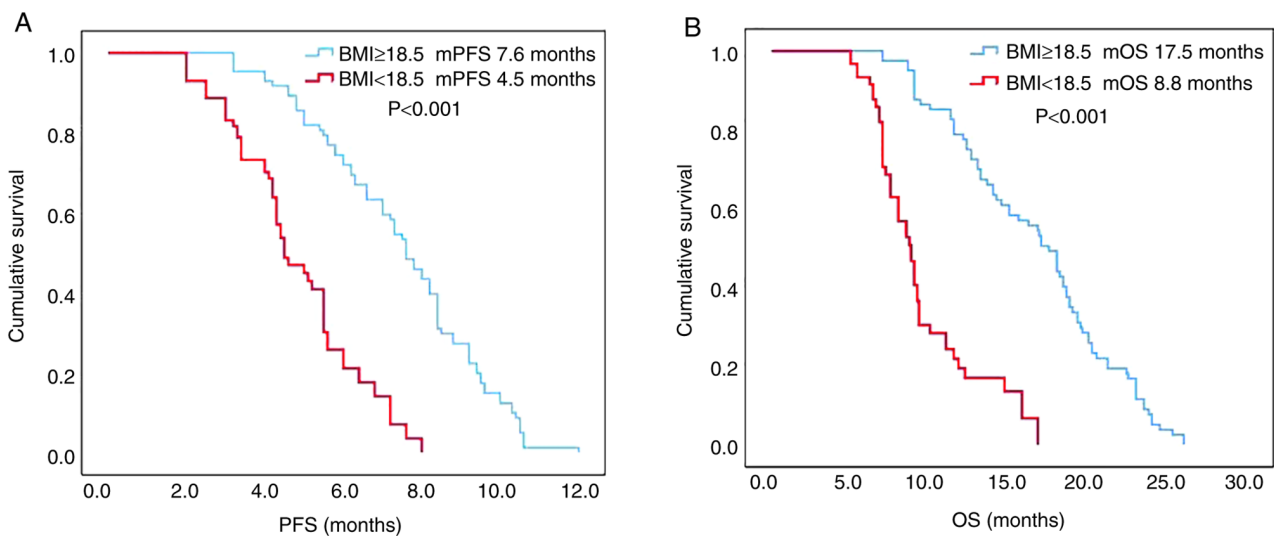 A
BMI≥18.5 mPFS 7.6 months
BMI<18.5 mPFS 4.5 months
P<0.001
Cumulative survival
1.0
0.8
0.6
0.4
0.2
0.0
0.0 2.0 4.0 6.0 8.0 10.0 12.0
PFS (months)
B
BMI≥18.5 mOS 17.5 months
BMI<18.5 mOS 8.8 months
P<0.001
Cumulative survival
1.0
0.8
0.6
0.4
0.2
0.0
0.0 5.0 10.0 15.0 20.0 25.0 30.0
OS (months)